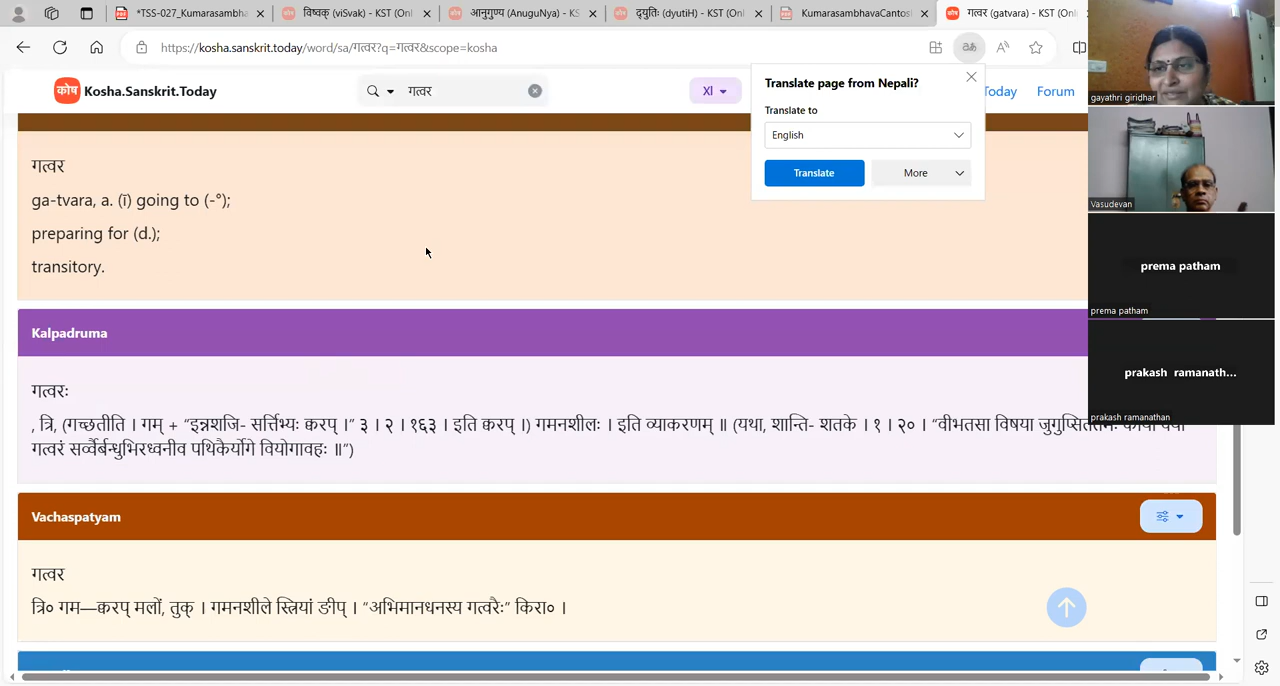 *TSS-027_Kumarasambha
विष्वक् (viSvak) - KST (Onl
आनुगुण्य (AnuguNya) - KS
द्युतिः (dyutiH) - KST (Onl
KumarasambhavaCantos
गत्वर (gatvara) - KST (Onli
https://kosha.sanskrit.today/word/sa/गत्वर?q=गत्वर&scope=kosha
कोष Kosha.Sanskrit.Today
गत्वर
XI
Today
Forum
Translate page from Nepali?
Translate to
English
Translate
More
गत्वर
ga-tvara, a. (ī) going to (-°);
preparing for (d.);
transitory.
Kalpadruma
गत्वरः
, त्रि, (गच्छतीति । गम् + “इन्नशजि- सर्त्तिभ्यः क्वरप् ।” ३ । २ । १६३ । इति क्वरप् ।) गमनशीलः । इति व्याकरणम् ॥ (यथा, शान्ति- शतके । १ । २० । “वीभतसा विषया
गत्वरं सर्व्वैर्बन्धुभिरध्वनीव पथिकैर्योगे वियोगावहः ॥”)
Vachaspatyam
गत्वर
त्रि० गम—क्वरप् मलों, तुक् । गमनशीले स्त्रियां ङीप् । “अभिमानधनस्य गत्वरैः” किरा० ।
gayathri giridhar
Vasudevan
prema patham
prema patham
prakash ramanath...
prakash ramanathan